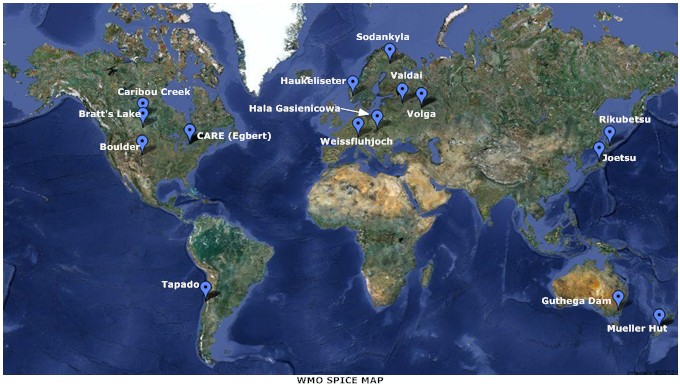 Sodankyla
Haukeliseter
Valdai
Caribou Creek
Hala Gasienicowa
Volga
Bratt's Lake
Rikubetsu
CARE (Egbert)
Weissfluhjoch
Boulder
Joetsu
Tapado
Guthega Dam
Mueller Hut
WMO SPICE MAP